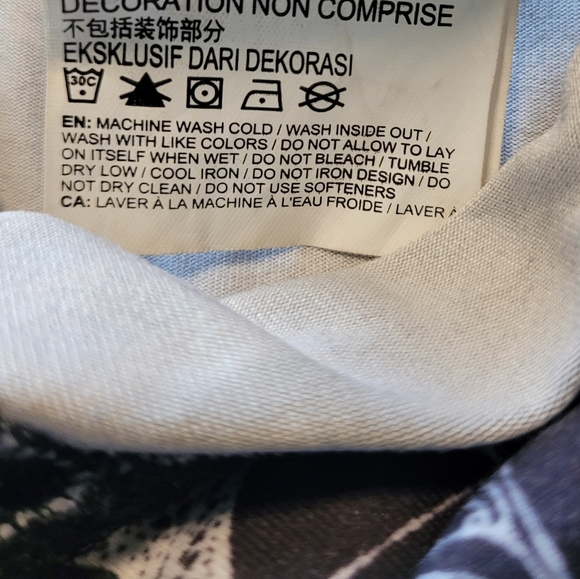 DECORATION NON COMPRISE
不包括装饰部分
EKSKLUSIF DARI DEKORASI
30C
EN: MACHINE WASH COLD / WASH INSIDE OUT /
WASH WITH LIKE COLORS / DO NOT ALLOW TO LAY
ON ITSELF WHEN WET / DO NOT BLEACH / TUMBLE
DRY LOW / COOL IRON / DO NOT IRON DESIGN / DO
NOT DRY CLEAN / DO NOT USE SOFTENERS
CA: LAVER À LA MACHINE À L'EAU FROIDE / LAVER À